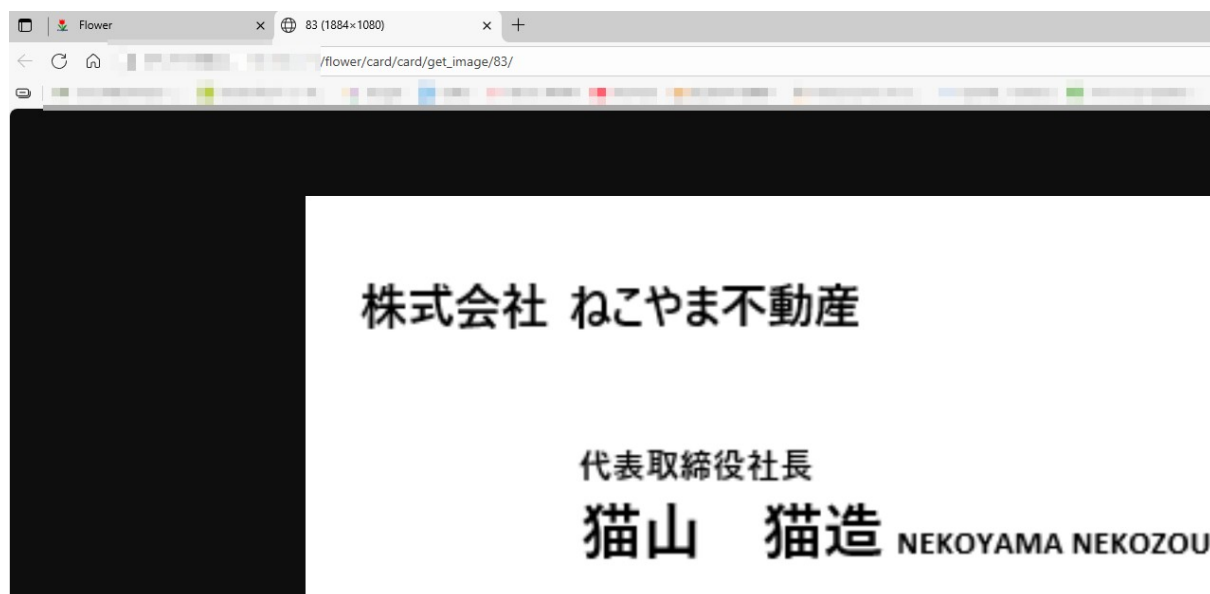 Flower
83 (1884×1080)
/flower/card/card/get_image/83/
株式会社 ねこやま不動産
代表取締役社長
猫山　猫造 NEKOYAMA NEKOZOU